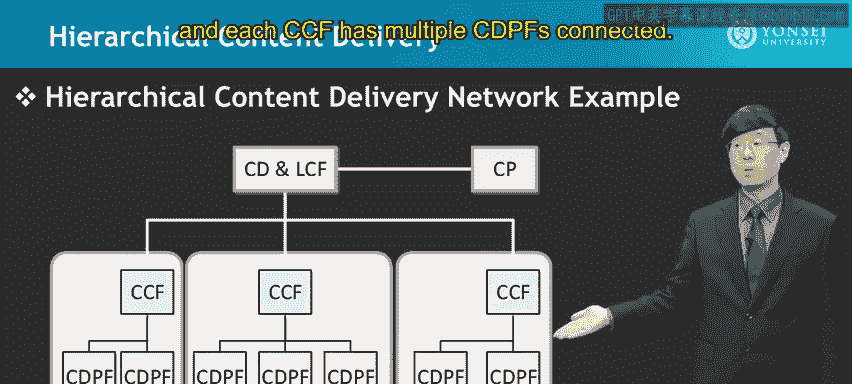 Hierarchical Content Delivery
and each CCF has multiple CDPFs connected.
YONSEI
UNIVERSITY
❖ Hierarchical Content Delivery Network Example
CD & LCF
CP
CCF
CCF
CCF
CDPF
CDPF
CDPF
CDPF
CDPF
CDPF
CDPF